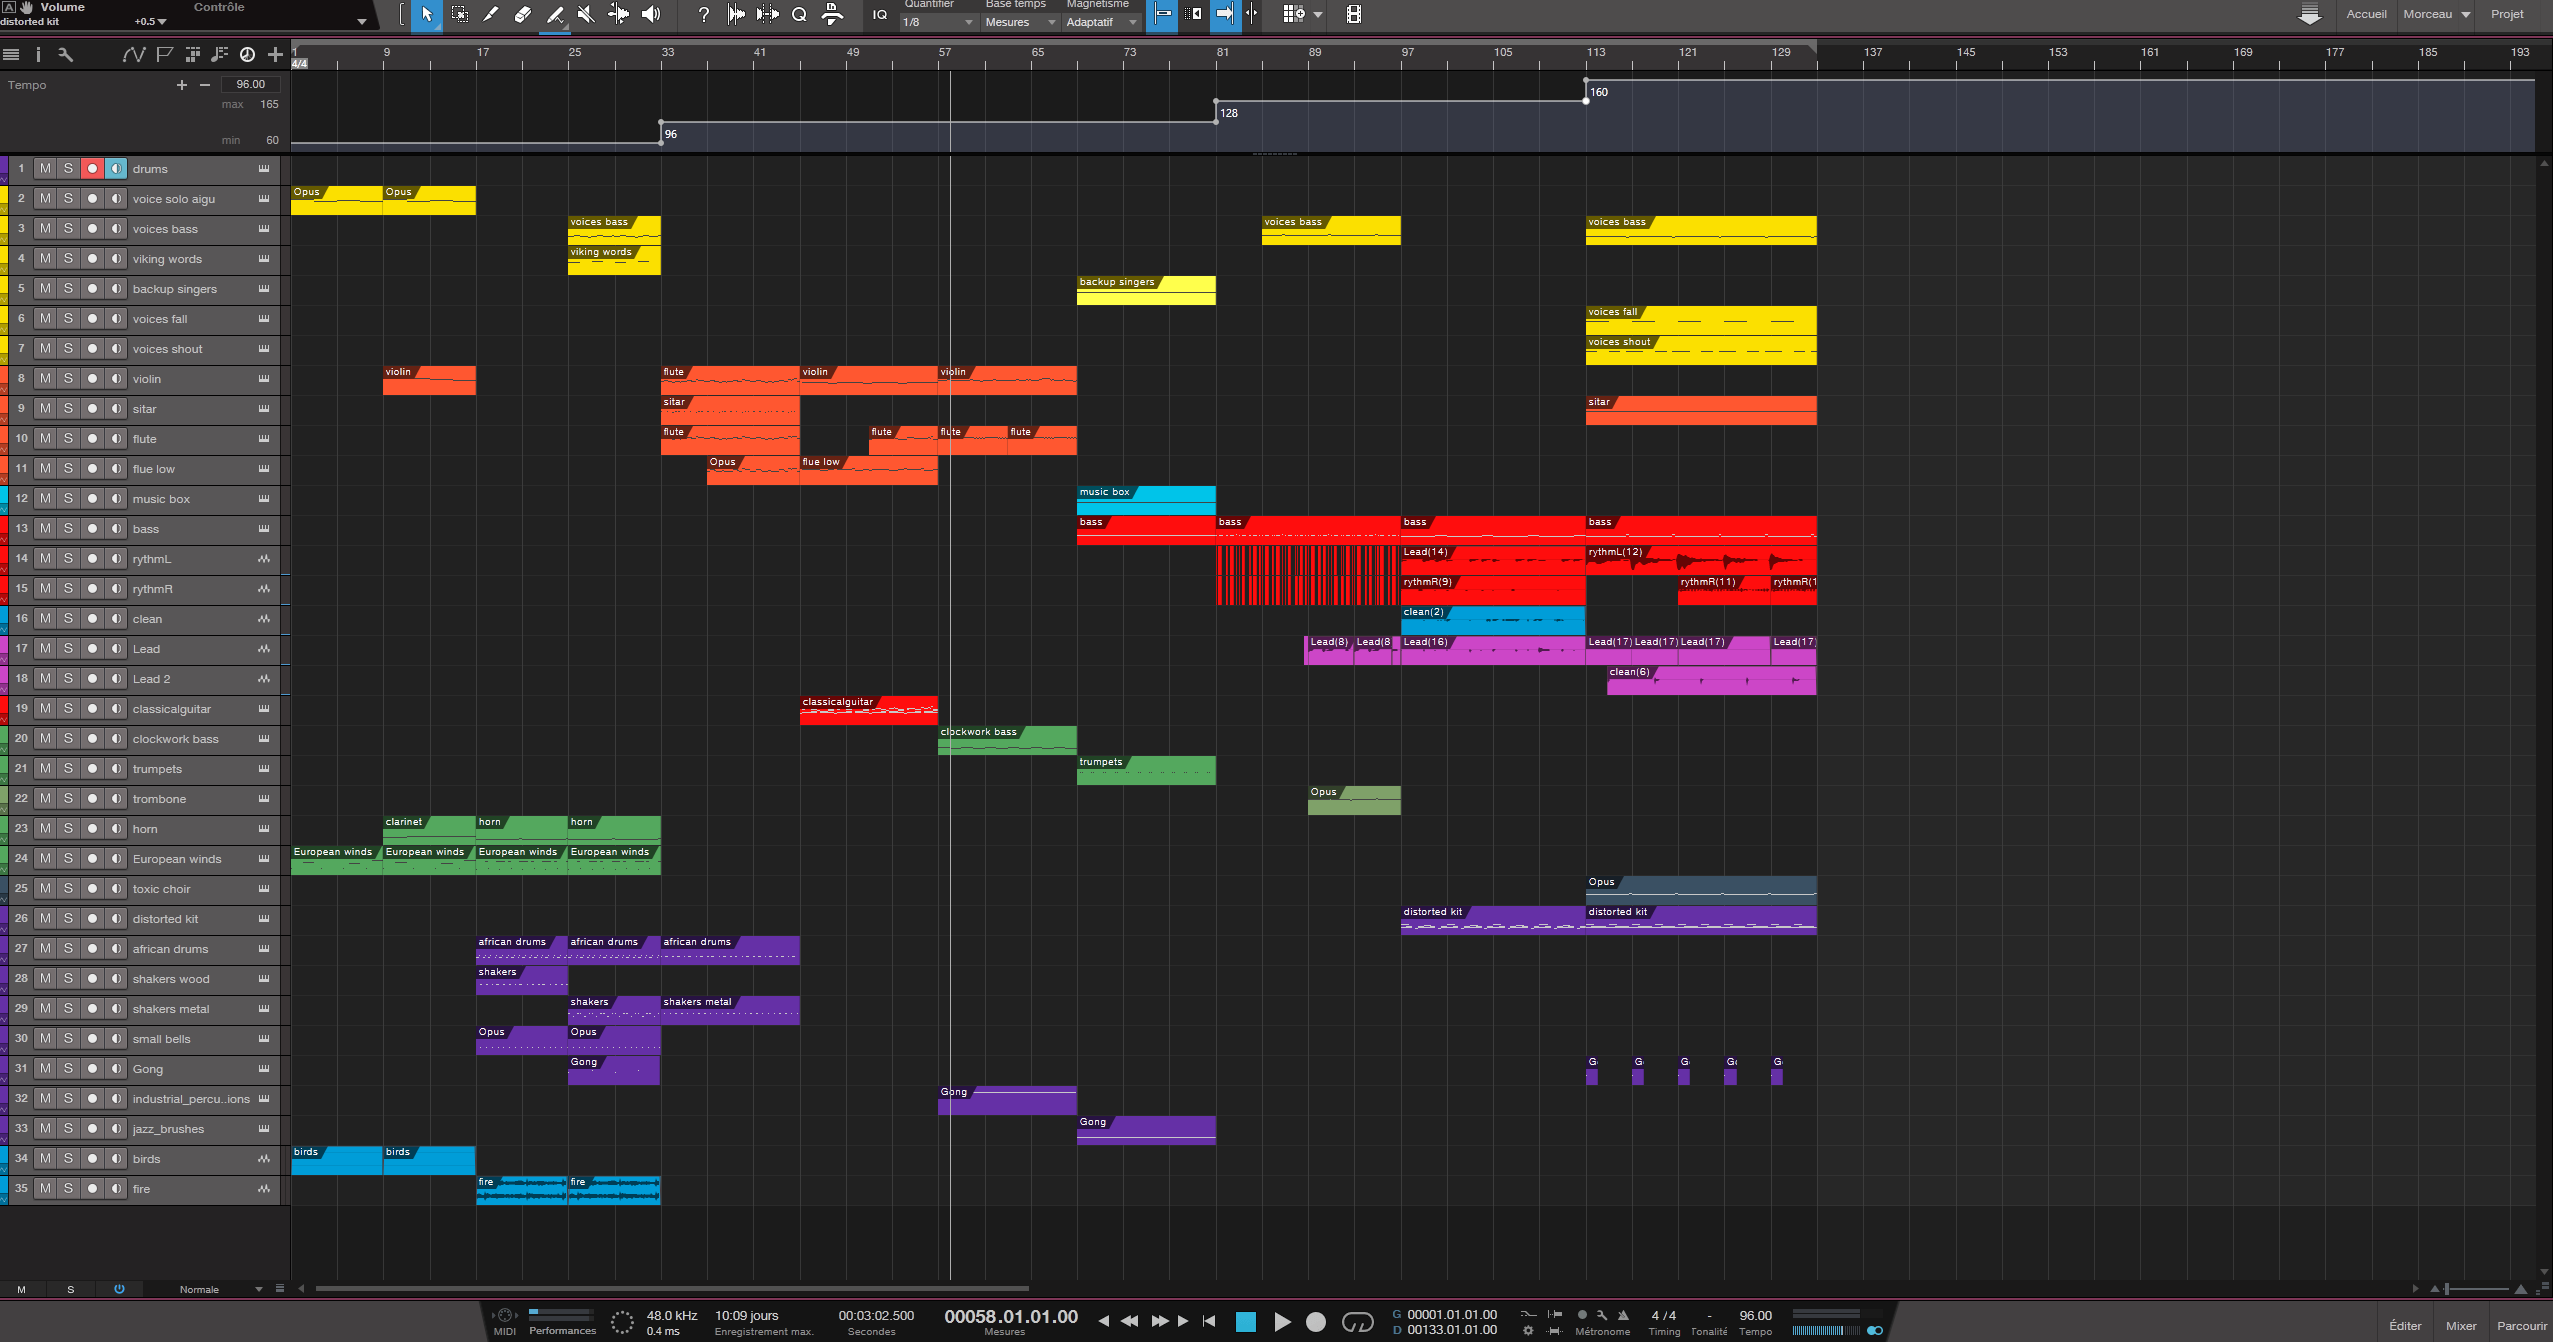 Volume Contrôle
distorted kit +0.5
IQ Quantifier 1/8 Base temps Mesures Magnétisme Adaptatif
Accueil Morceau Projet
1 9 17 25 33 41 49 57 65 73 81 89 97 105 113 121 129 137 145 153 161 169 177 185 193
4/4
Tempo + − 96.00
max 165
min 60
96 128 160
1 M S drums
2 M S voice solo aigu Opus Opus
3 M S voices bass voices bass voices bass voices bass
4 M S viking words viking words
5 M S backup singers backup singers
6 M S voices fall voices fall
7 M S voices shout voices shout
8 M S violin violin flute violin violin
9 M S sitar sitar sitar
10 M S flute flute flute flute flute
11 M S flue low Opus flue low
12 M S music box music box
13 M S bass bass bass bass bass
14 M S rythmL Lead(14) rythmL(12)
15 M S rythmR rythmR(9) rythmR(11) rythmR(1
16 M S clean clean(2)
17 M S Lead Lead(8) Lead(8 Lead(16) Lead(17) Lead(17) Lead(17) Lead(17)
18 M S Lead 2 clean(6)
19 M S classicalguitar classicalguitar
20 M S clockwork bass clockwork bass
21 M S trumpets trumpets
22 M S trombone Opus
23 M S horn clarinet horn horn
24 M S European winds European winds European winds European winds European winds
25 M S toxic choir Opus
26 M S distorted kit distorted kit distorted kit
27 M S african drums african drums african drums african drums
28 M S shakers wood shakers
29 M S shakers metal shakers shakers metal
30 M S small bells Opus Opus
31 M S Gong Gong G G G G G
32 M S industrial_percu..ions Gong
33 M S jazz_brushes Gong
34 M S birds birds birds
35 M S fire fire fire
M S Normale
MIDI Performances 48.0 kHz 0.4 ms 10:09 jours Enregistrement max. 00:03:02.500 Secondes 00058.01.01.00 Mesures
G 00001.01.01.00
D 00133.01.01.00
Métronome 4 / 4 Timing - Tonalité 96.00 Tempo
Éditer Mixer Parcourir